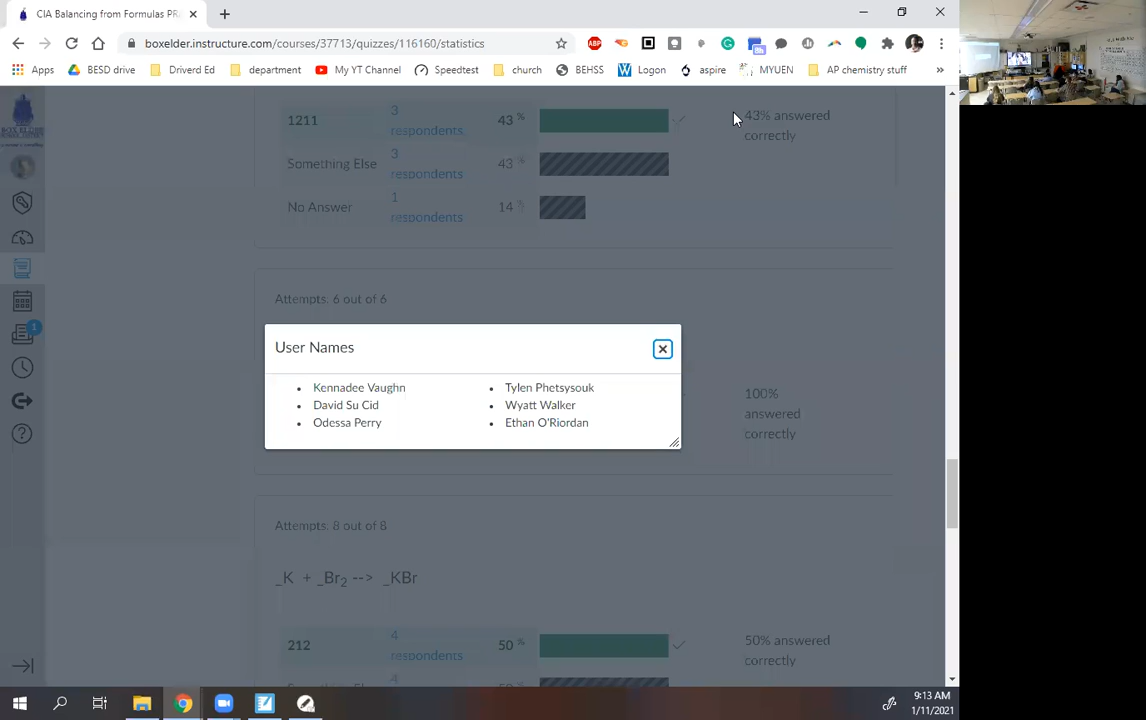 CIA Balancing from Formulas PR
boxelder.instructure.com/courses/37713/quizzes/116160/statistics
Apps BESD drive Driverd Ed department My YT Channel Speedtest church BEHSS Logon aspire MYUEN AP chemistry stuff »
1211 3 respondents 43 % 43% answered correctly
Something Else 3 respondents 43 %
No Answer 1 respondents 14 %
Attempts: 6 out of 6
User Names
Kennadee Vaughn Tylen Phetsysouk
David Su Cid Wyatt Walker
Odessa Perry Ethan O'Riordan
100% answered correctly
Attempts: 8 out of 8
_K + _Br₂ --> _KBr
212 4 respondents 50 % 50% answered correctly
1
9:13 AM
1/11/2021